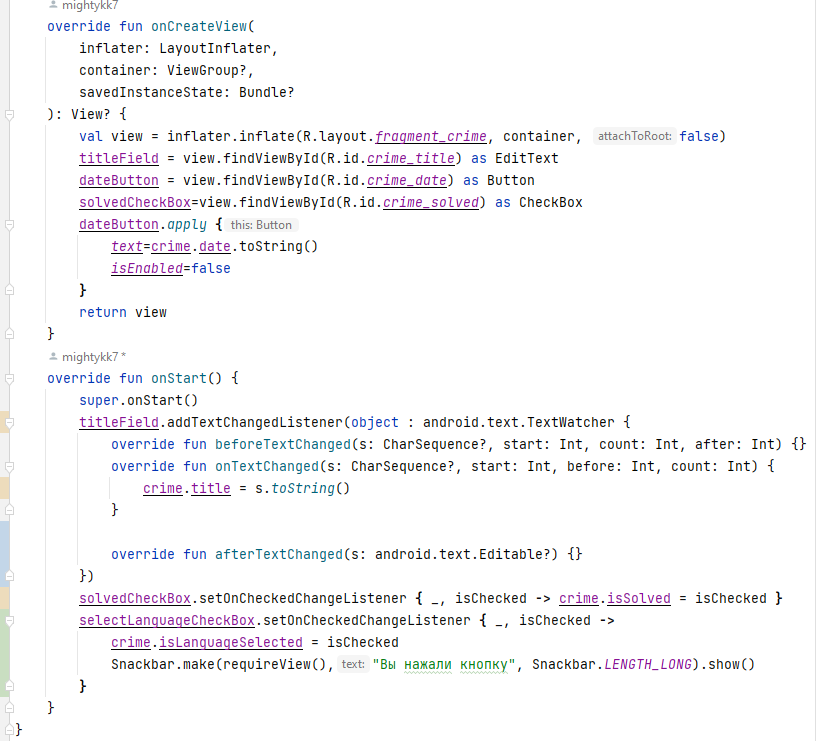 mightykk7
override fun onCreateView(
    inflater: LayoutInflater,
    container: ViewGroup?,
    savedInstanceState: Bundle?
): View? {
    val view = inflater.inflate(R.layout.fragment_crime, container, attachToRoot: false)
    titleField = view.findViewById(R.id.crime_title) as EditText
    dateButton = view.findViewById(R.id.crime_date) as Button
    solvedCheckBox=view.findViewById(R.id.crime_solved) as CheckBox
    dateButton.apply { this: Button
        text=crime.date.toString()
        isEnabled=false
    }
    return view
}
mightykk7 *
override fun onStart() {
    super.onStart()
    titleField.addTextChangedListener(object : android.text.TextWatcher {
        override fun beforeTextChanged(s: CharSequence?, start: Int, count: Int, after: Int) {}
        override fun onTextChanged(s: CharSequence?, start: Int, before: Int, count: Int) {
            crime.title = s.toString()
        }
        override fun afterTextChanged(s: android.text.Editable?) {}
    })
    solvedCheckBox.setOnCheckedChangeListener { _, isChecked -> crime.isSolved = isChecked }
    selectLanguageCheckBox.setOnCheckedChangeListener { _, isChecked ->
        crime.isLanguageSelected = isChecked
        Snackbar.make(requireView(), text: "Вы нажали кнопку", Snackbar.LENGTH_LONG).show()
    }
}
}